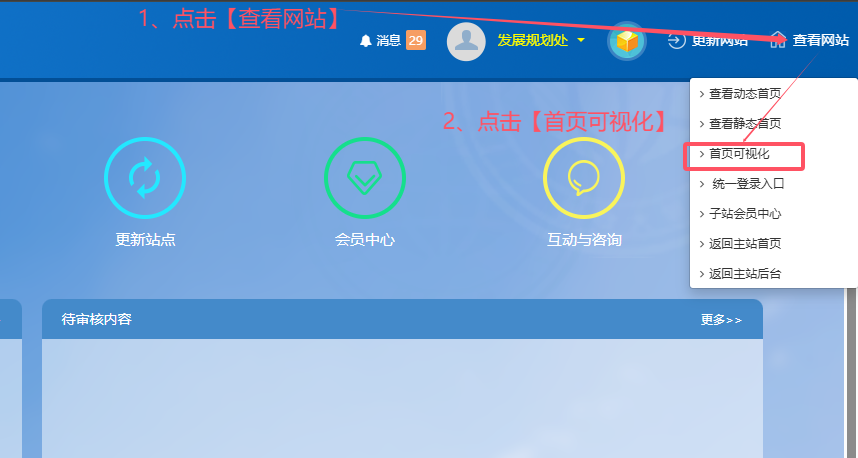 1、点击【查看网站】
消息 29 发展规划处 更新网站 查看网站
查看动态首页
2、点击【首页可视化】
查看静态首页
首页可视化
统一登录入口
子站会员中心
返回主站首页
返回主站后台
更新站点 会员中心 互动与咨询
待审核内容 更多>>